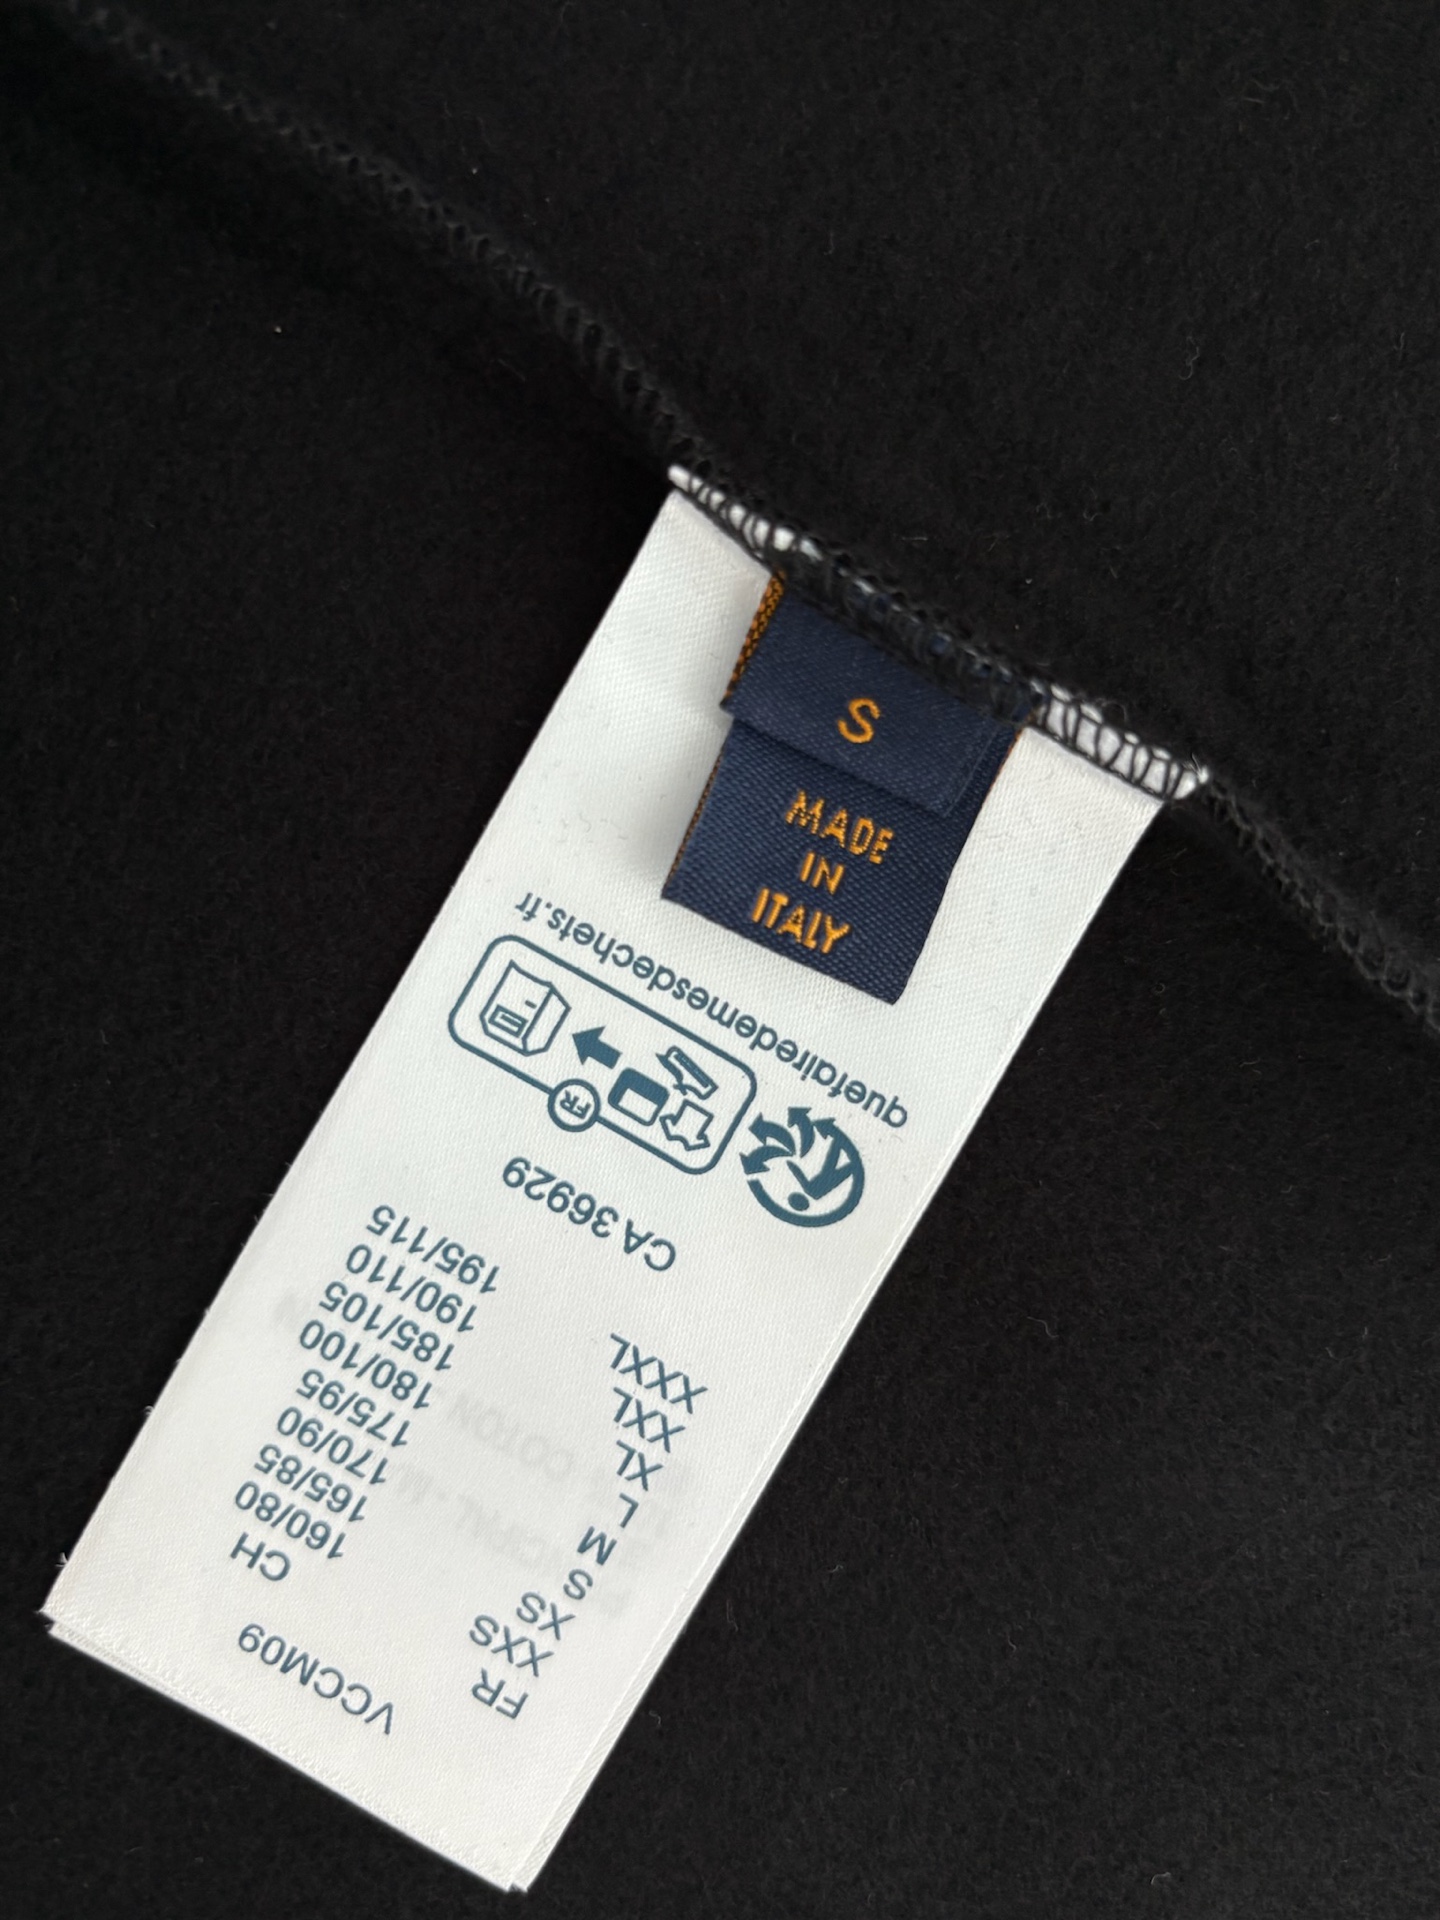 S
MADE
IN
ITALY
VCCM09
FR CH
XXS 160/80
XS 165/85
S 170/90
M 175/95
L 180/100
XL 185/105
XXL 190/110
XXXL 195/115
CA 36929
FR
quefairedemesdechets.fr